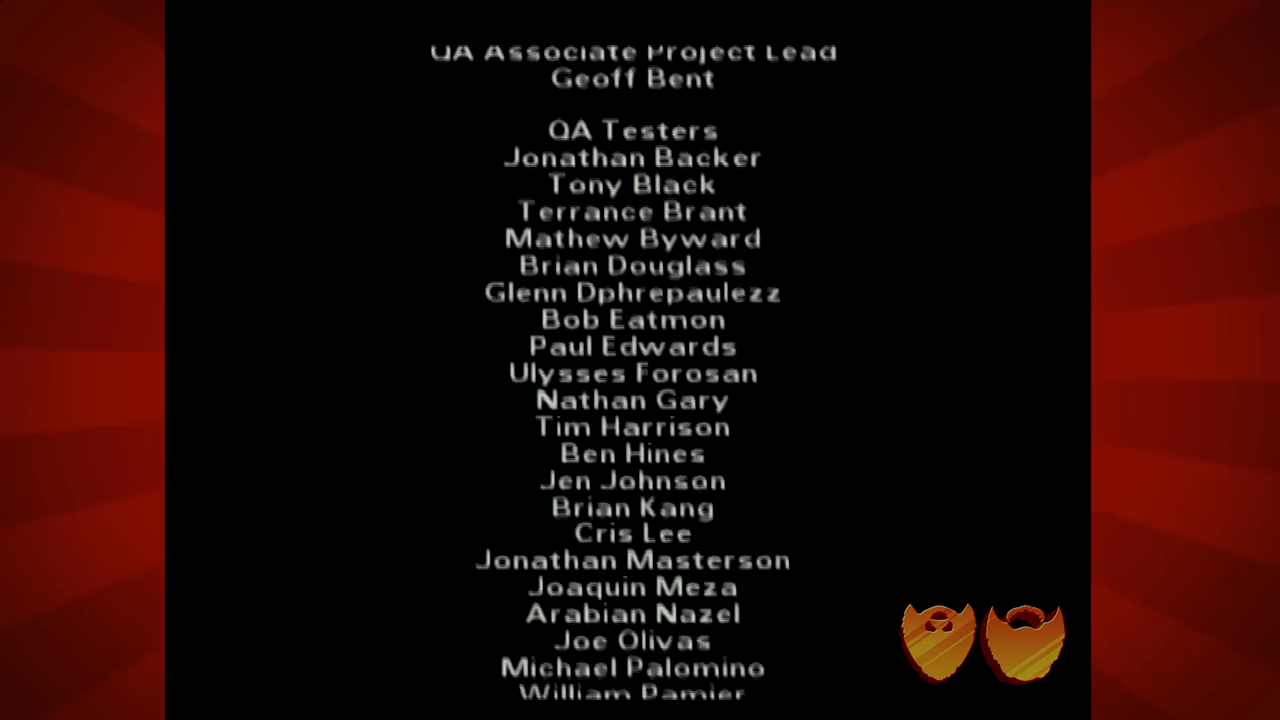 QA Associate Project Lead
Geoff Bent
QA Testers
Jonathan Backer
Tony Black
Terrance Brant
Mathew Byward
Brian Douglass
Glenn Dphrepaulezz
Bob Eatmon
Paul Edwards
Ulysses Forosan
Nathan Gary
Tim Harrison
Ben Hines
Jen Johnson
Brian Kang
Cris Lee
Jonathan Masterson
Joaquin Meza
Arabian Nazel
Joe Olivas
Michael Palomino
William Pamier